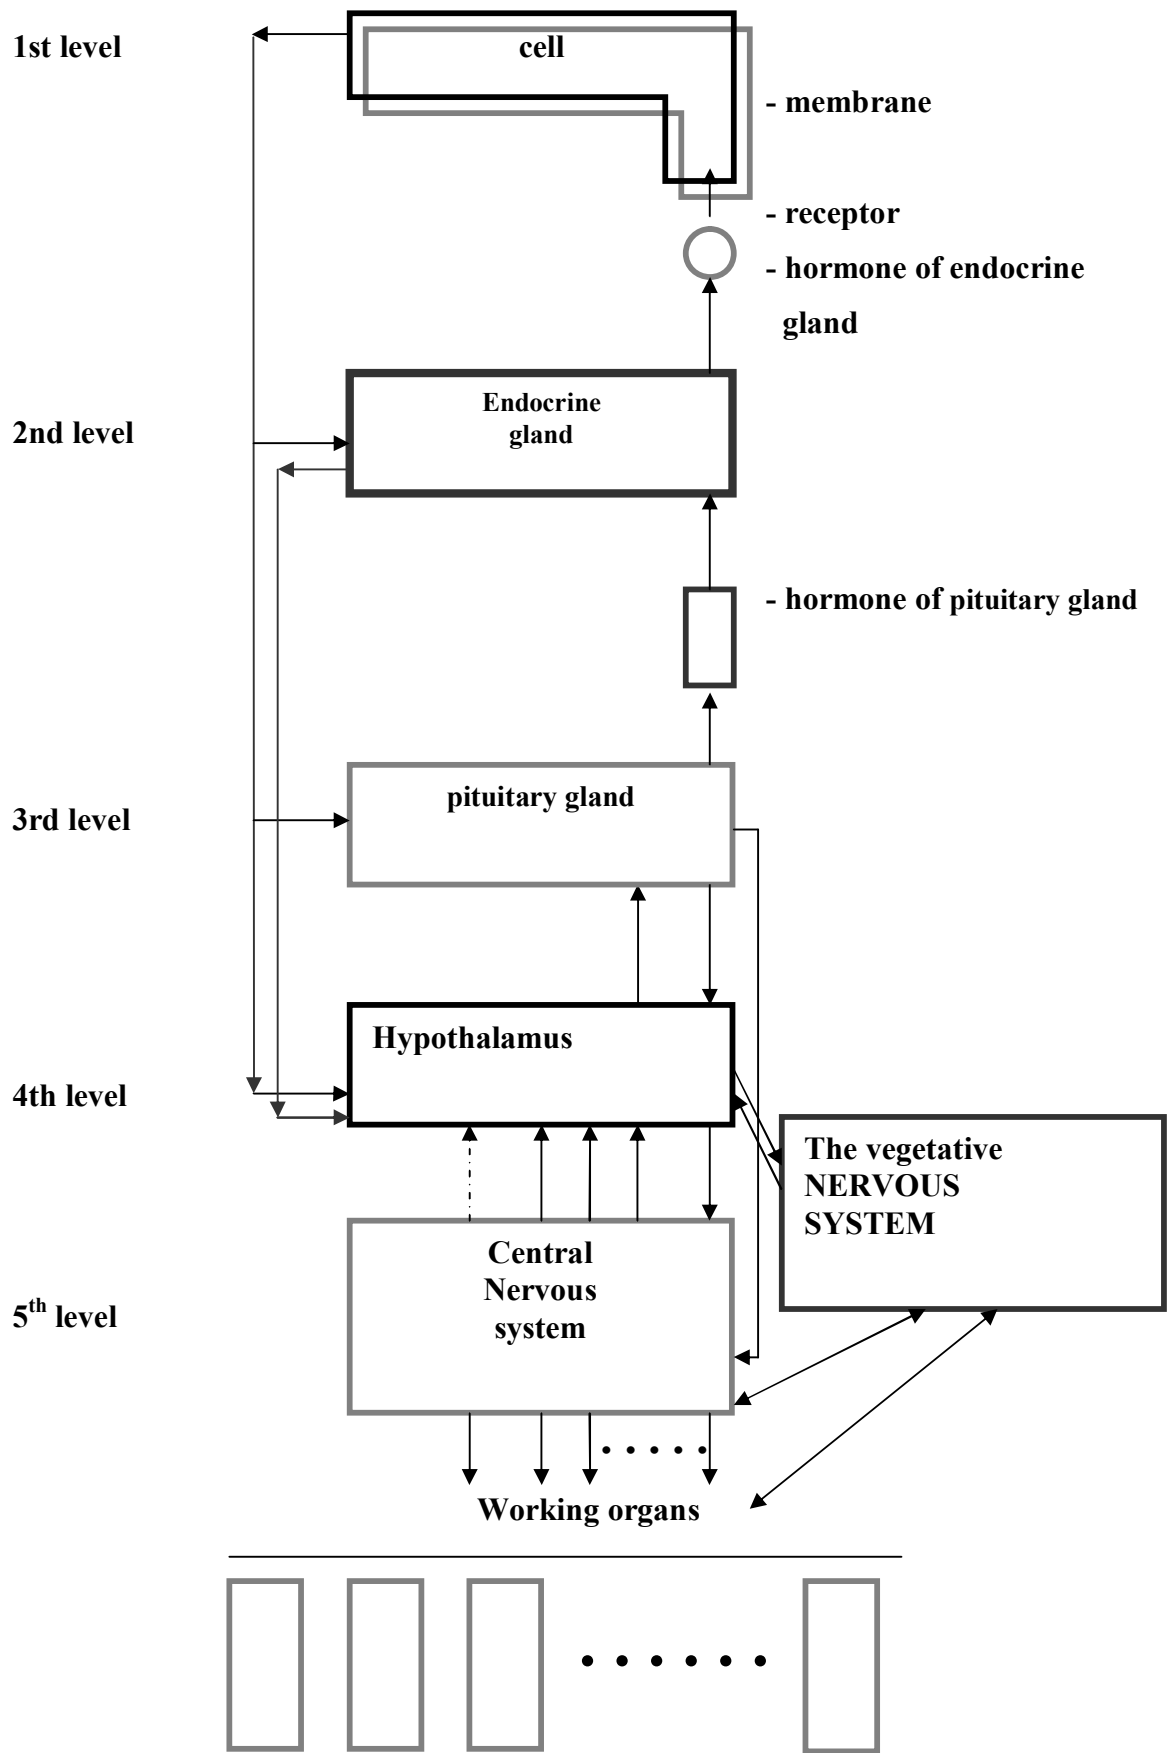 1st level
cell
- membrane
- receptor
- hormone of endocrine
gland
2nd level
Endocrine
gland
- hormone of pituitary gland
3rd level
pituitary gland
Hypothalamus
4th level
The vegetative
NERVOUS
SYSTEM
5th level
Central
Nervous
system
Working organs